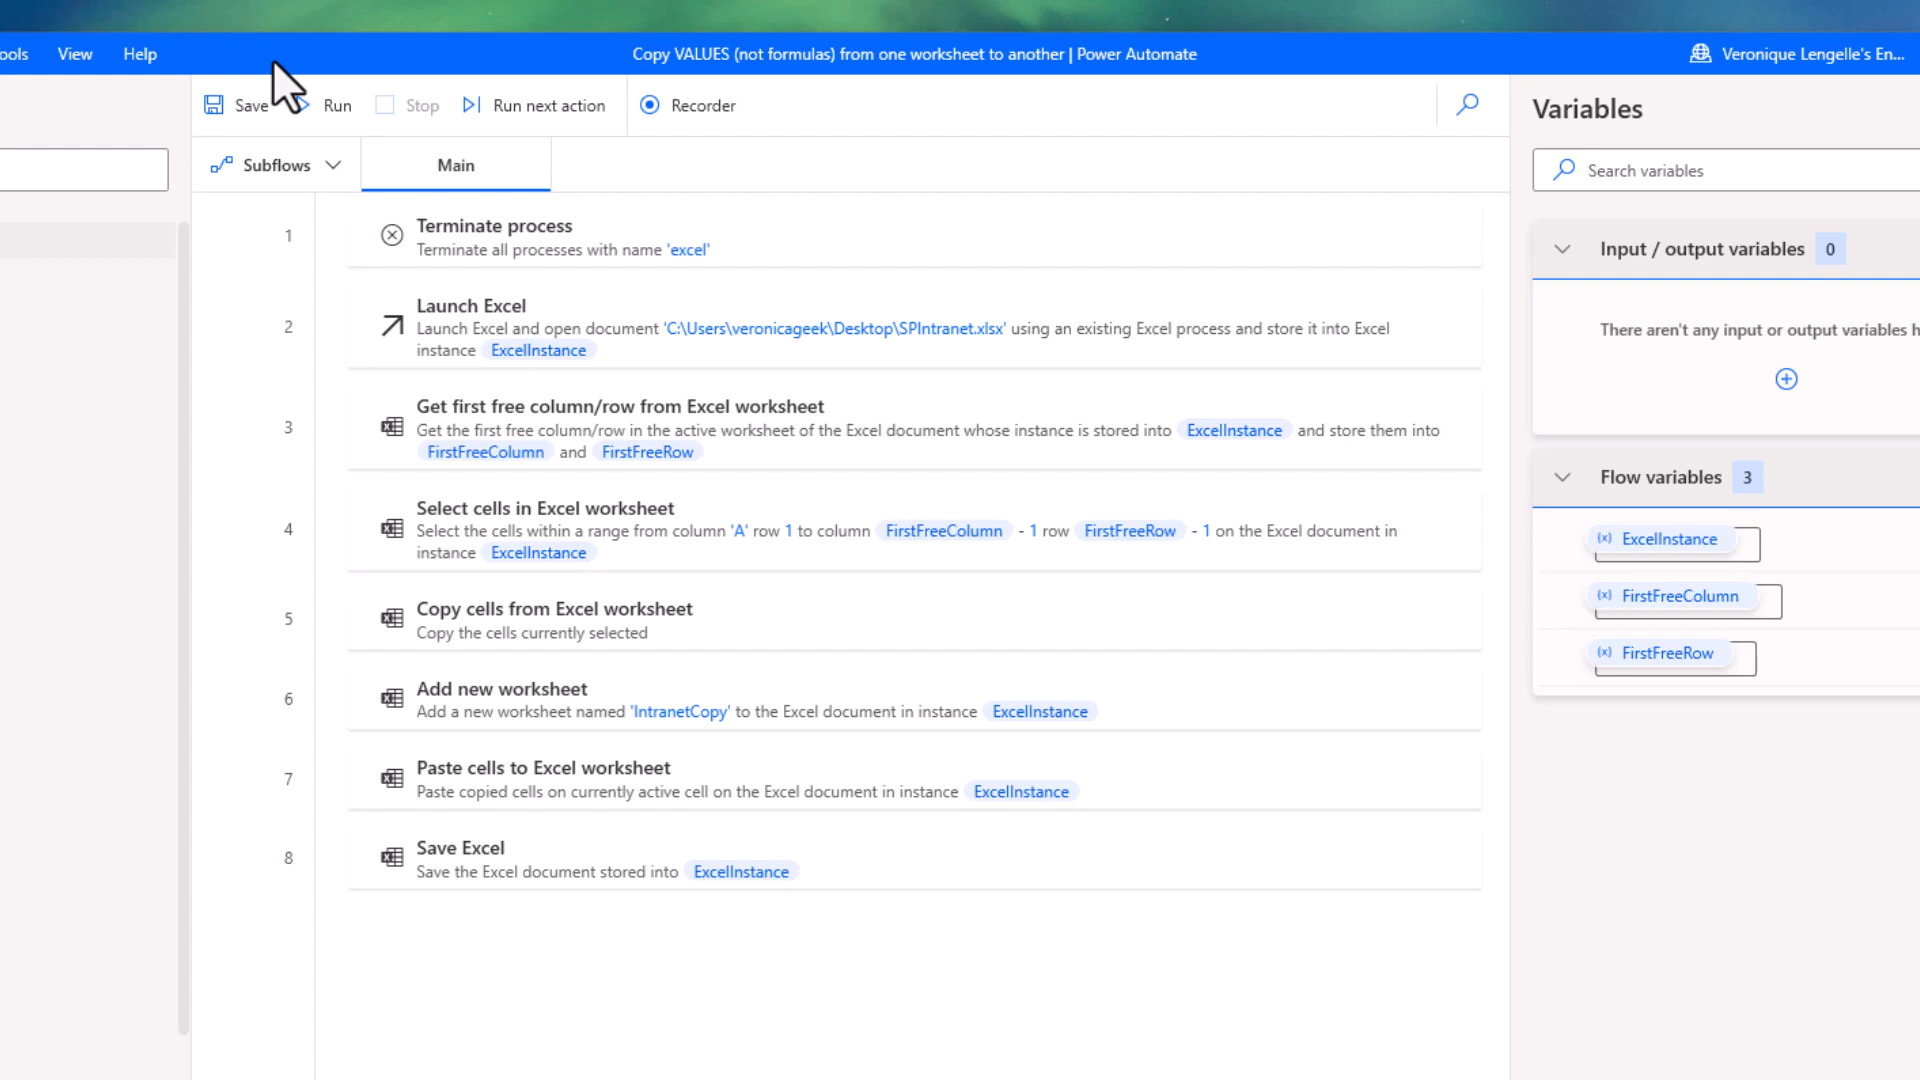 ools View Help
Copy VALUES (not formulas) from one worksheet to another | Power Automate
Veronique Lengelle's En...
Save Run Stop Run next action Recorder
Subflows Main
1
Terminate process
Terminate all processes with name 'excel'
2
Launch Excel
Launch Excel and open document 'C:\Users\veronicageek\Desktop\SPIntranet.xlsx' using an existing Excel process and store it into Excel
instance ExcelInstance
3
Get first free column/row from Excel worksheet
Get the first free column/row in the active worksheet of the Excel document whose instance is stored into ExcelInstance and store them into
FirstFreeColumn and FirstFreeRow
4
Select cells in Excel worksheet
Select the cells within a range from column 'A' row 1 to column FirstFreeColumn - 1 row FirstFreeRow - 1 on the Excel document in
instance ExcelInstance
5
Copy cells from Excel worksheet
Copy the cells currently selected
6
Add new worksheet
Add a new worksheet named 'IntranetCopy' to the Excel document in instance ExcelInstance
7
Paste cells to Excel worksheet
Paste copied cells on currently active cell on the Excel document in instance ExcelInstance
8
Save Excel
Save the Excel document stored into ExcelInstance
Variables
Search variables
Input / output variables 0
There aren't any input or output variables h
Flow variables 3
(x) ExcelInstance
(x) FirstFreeColumn
(x) FirstFreeRow